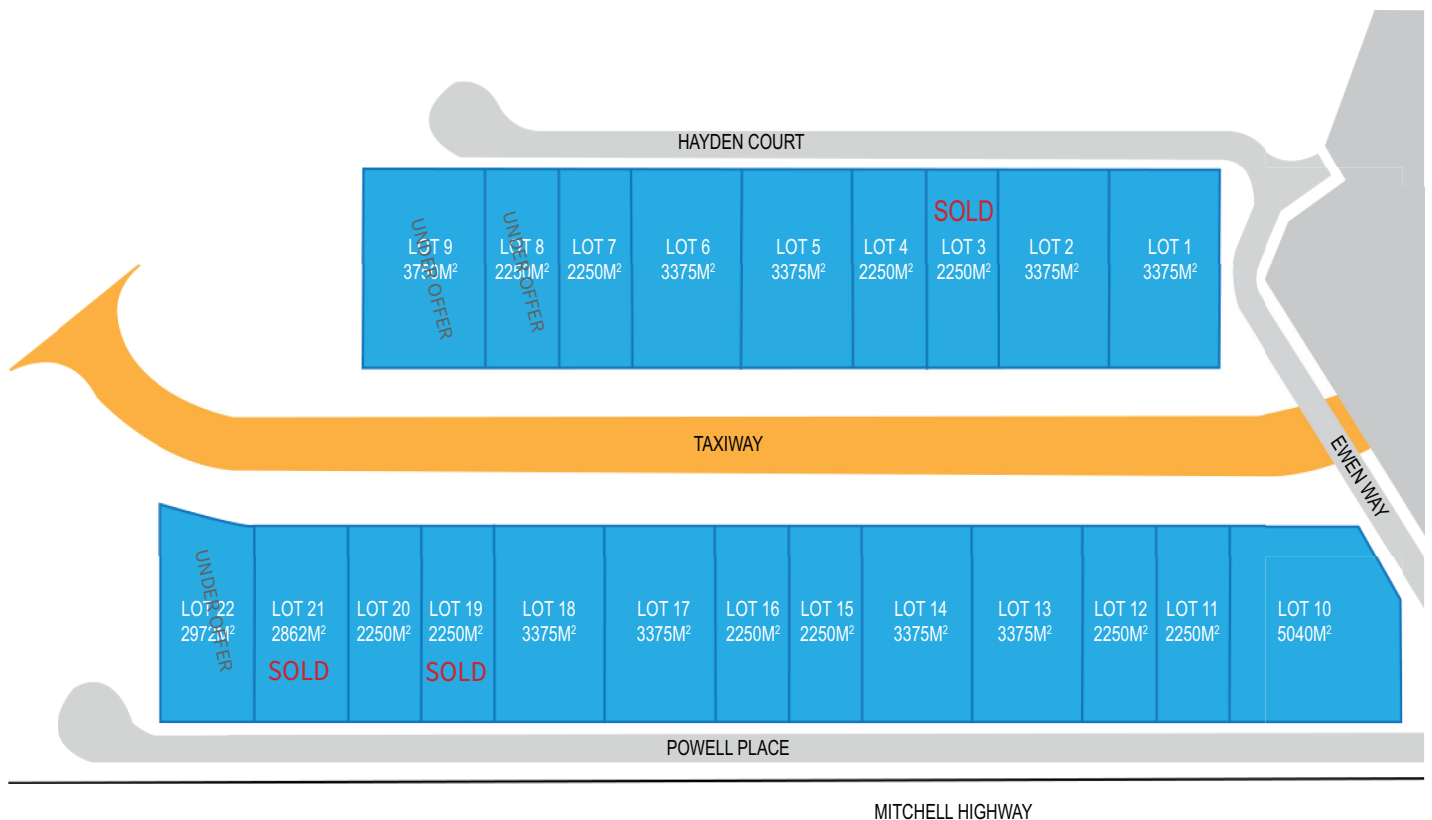 HAYDEN COURT
SOLD
LOT 9
3750M²
UNDER OFFER
LOT 8
2250M²
UNDER OFFER
LOT 7
2250M²
LOT 6
3375M²
LOT 5
3375M²
LOT 4
2250M²
LOT 3
2250M²
LOT 2
3375M²
LOT 1
3375M²
TAXIWAY
EWEN WAY
LOT 22
2972M²
UNDER OFFER
LOT 21
2862M²
SOLD
LOT 20
2250M²
LOT 19
2250M²
SOLD
LOT 18
3375M²
LOT 17
3375M²
LOT 16
2250M²
LOT 15
2250M²
LOT 14
3375M²
LOT 13
3375M²
LOT 12
2250M²
LOT 11
2250M²
LOT 10
5040M²
POWELL PLACE
MITCHELL HIGHWAY